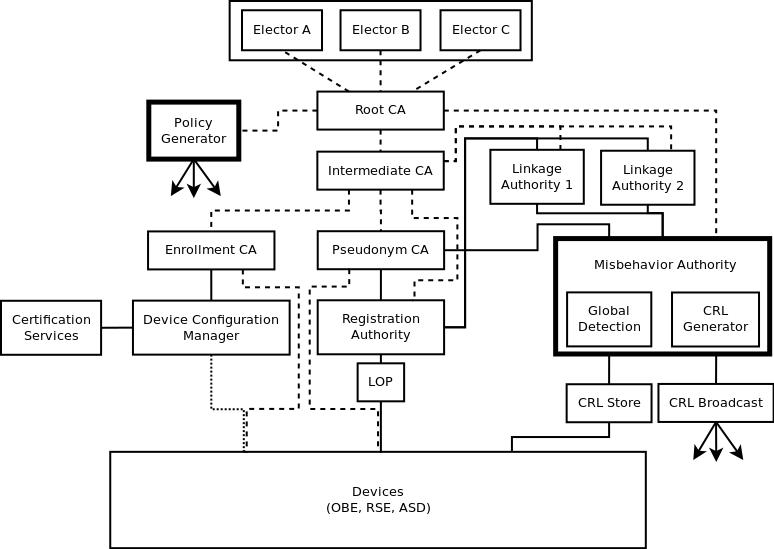 Elector A
Elector B
Elector C
Root CA
Policy
Generator
Intermediate CA
Linkage
Authority 1
Linkage
Authority 2
Enrollment CA
Pseudonym CA
Misbehavior Authority
Global
Detection
CRL
Generator
Certification
Services
Device Configuration
Manager
Registration
Authority
LOP
CRL Store
CRL Broadcast
Devices
(OBE, RSE, ASD)